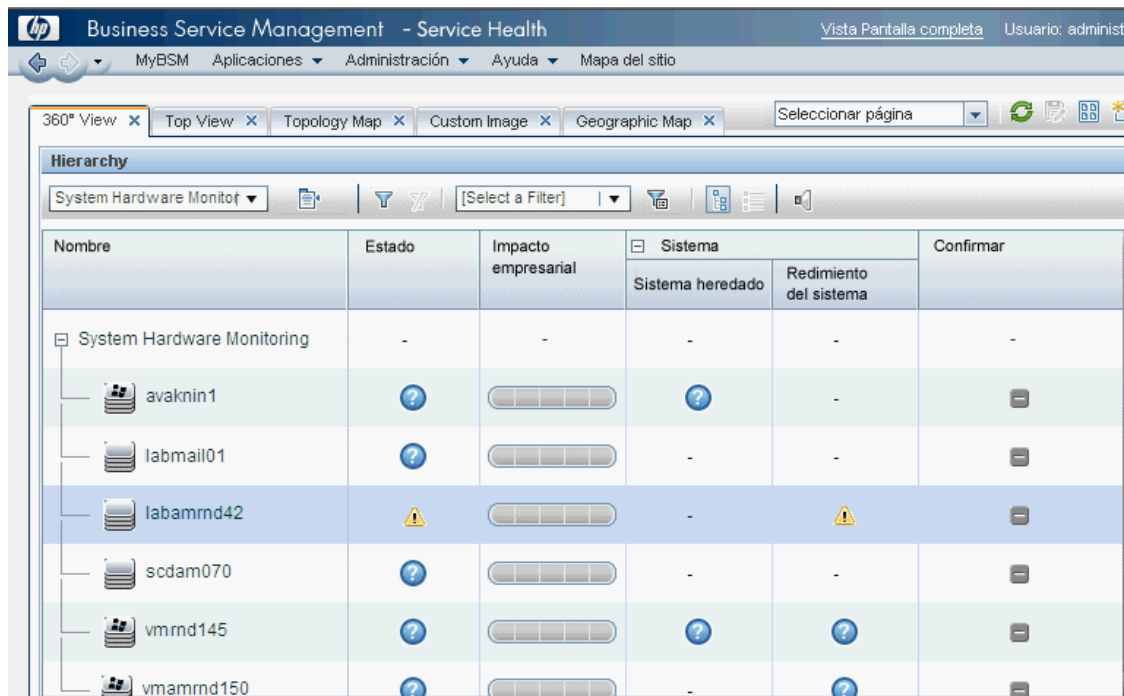 hp Business Service Management - Service Health Vista Pantalla completa Usuario: administ
MyBSM Aplicaciones Administración Ayuda Mapa del sitio
360° View Top View Topology Map Custom Image Geographic Map Seleccionar página
Hierarchy
System Hardware Monitor [Select a Filter]
Nombre Estado Impacto empresarial Sistema Confirmar
Sistema heredado Redimiento del sistema
System Hardware Monitoring - - - - -
avaknin1 -
labmail01 - -
labamrnd42 -
scdam070 - -
vmrnd145
vmamrnd150 -